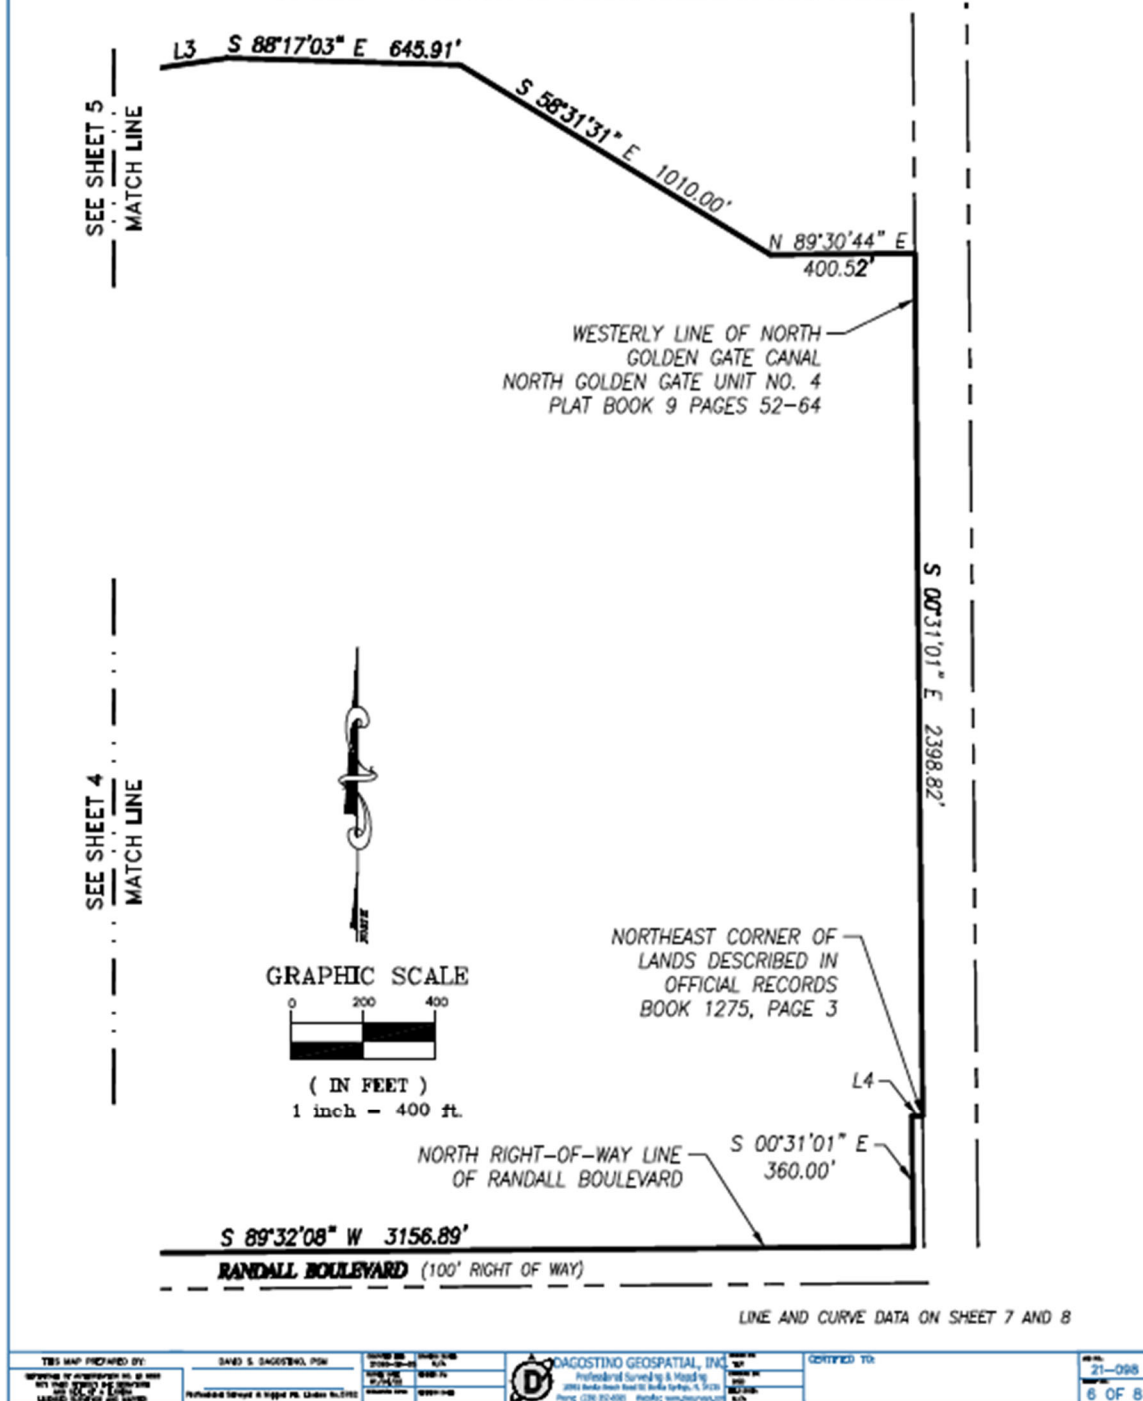 L3 S 88°17'03" E 645.91'
S 58°31'31" E 1010.00'
SEE SHEET 5
MATCH LINE
N 89°30'44" E
400.52'
WESTERLY LINE OF NORTH
GOLDEN GATE CANAL
NORTH GOLDEN GATE UNIT NO. 4
PLAT BOOK 9 PAGES 52-64
S 00°31'01" E 2398.82'
SEE SHEET 4
MATCH LINE
NORTH
GRAPHIC SCALE
0 200 400
( IN FEET )
1 inch = 400 ft.
NORTHEAST CORNER OF
LANDS DESCRIBED IN
OFFICIAL RECORDS
BOOK 1275, PAGE 3
L4
S 00°31'01" E
360.00'
NORTH RIGHT-OF-WAY LINE
OF RANDALL BOULEVARD
S 89°32'08" W 3156.89'
RANDALL BOULEVARD (100' RIGHT OF WAY)
LINE AND CURVE DATA ON SHEET 7 AND 8
THIS MAP PREPARED BY:
DAVID S. DAGOSTINO, PSM
D
DAGOSTINO GEOSPATIAL, INC
Professional Surveying & Mapping
CERTIFIED TO:
21-098
6 OF 8